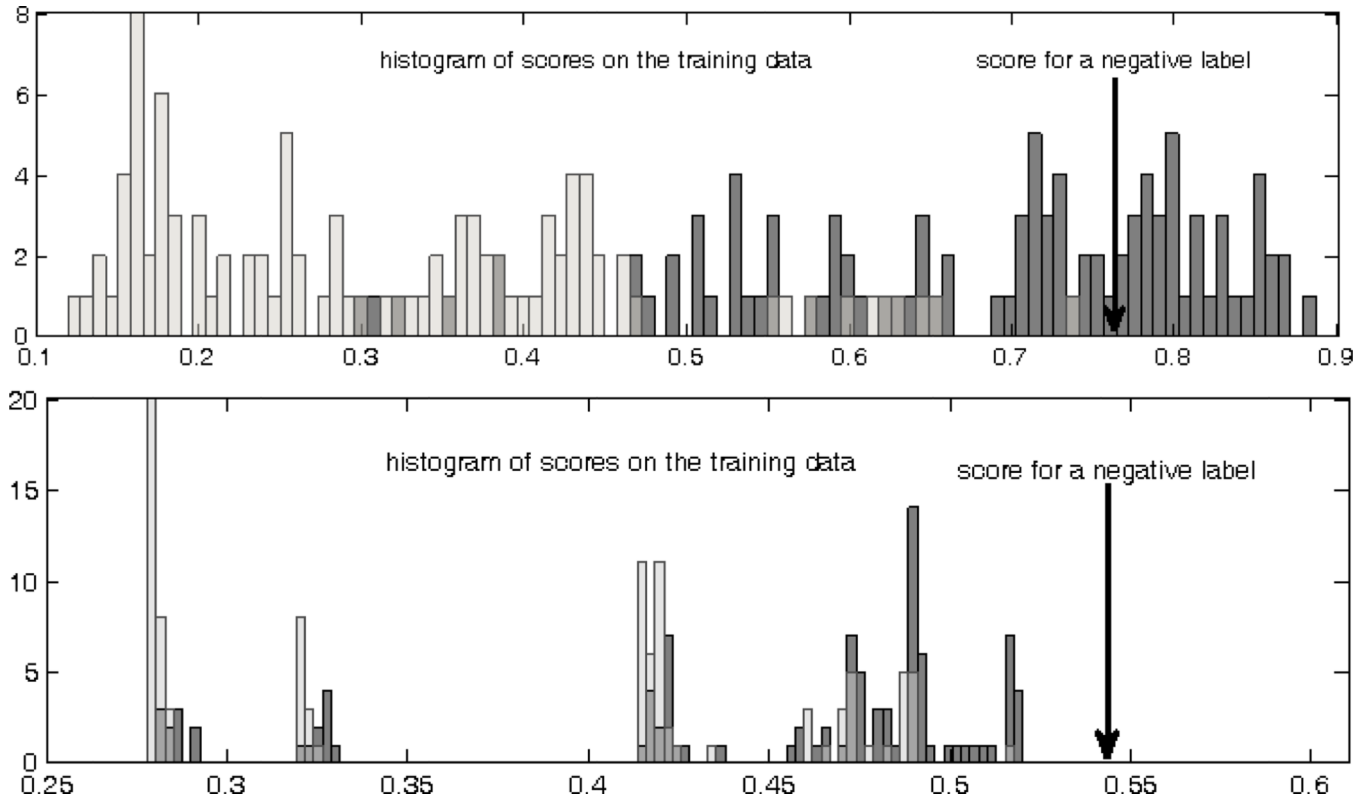 8
histogram of scores on the training data score for a negative label
6
4
2
0
0.1 0.2 0.3 0.4 0.5 0.6 0.7 0.8 0.9
20
histogram of scores on the training data score for a negative label
15
10
5
0
0.25 0.3 0.35 0.4 0.45 0.5 0.55 0.6